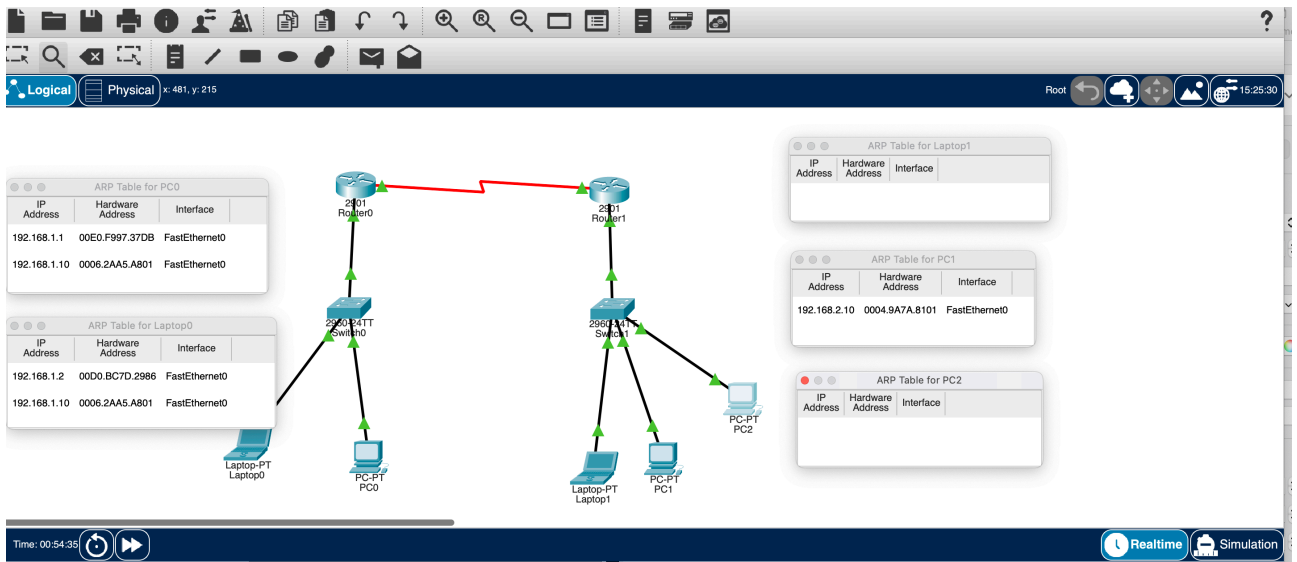 ?
Logical
Physical
x: 481, y: 215
Root
15:25:30
ARP Table for PC0
IP Address Hardware Address Interface
192.168.1.1 00E0.F997.37DB FastEthernet0
192.168.1.10 0006.2AA5.A801 FastEthernet0
ARP Table for Laptop0
IP Address Hardware Address Interface
192.168.1.2 00D0.BC7D.2986 FastEthernet0
192.168.1.10 0006.2AA5.A801 FastEthernet0
2901
Router0
2901
Router1
2960-24TT
Switch0
2960-24TT
Switch1
Laptop-PT
Laptop0
PC-PT
PC0
Laptop-PT
Laptop1
PC-PT
PC1
PC-PT
PC2
ARP Table for Laptop1
IP Address Hardware Address Interface
ARP Table for PC1
IP Address Hardware Address Interface
192.168.2.10 0004.9A7A.8101 FastEthernet0
ARP Table for PC2
IP Address Hardware Address Interface
Time: 00:54:35
Realtime
Simulation